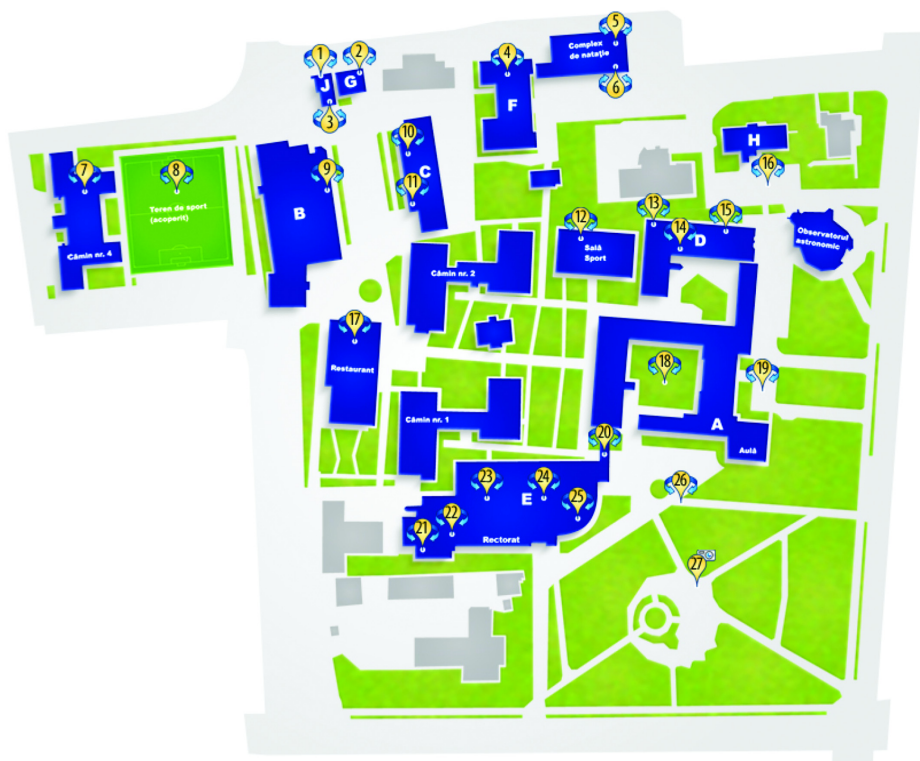 5
Complex
de natație
1
2
4
6
J
G
F
3
10
H
16
7
8
9
11
C
Teren de sport
(acoperit)
B
12
13
14
15
D
Sală
Sport
Observatorul
astronomic
Cămin nr. 4
Cămin nr. 2
17
Restaurant
18
19
Cămin nr. 1
A
Aulă
20
23
24
25
E
26
21
22
Rectorat
27